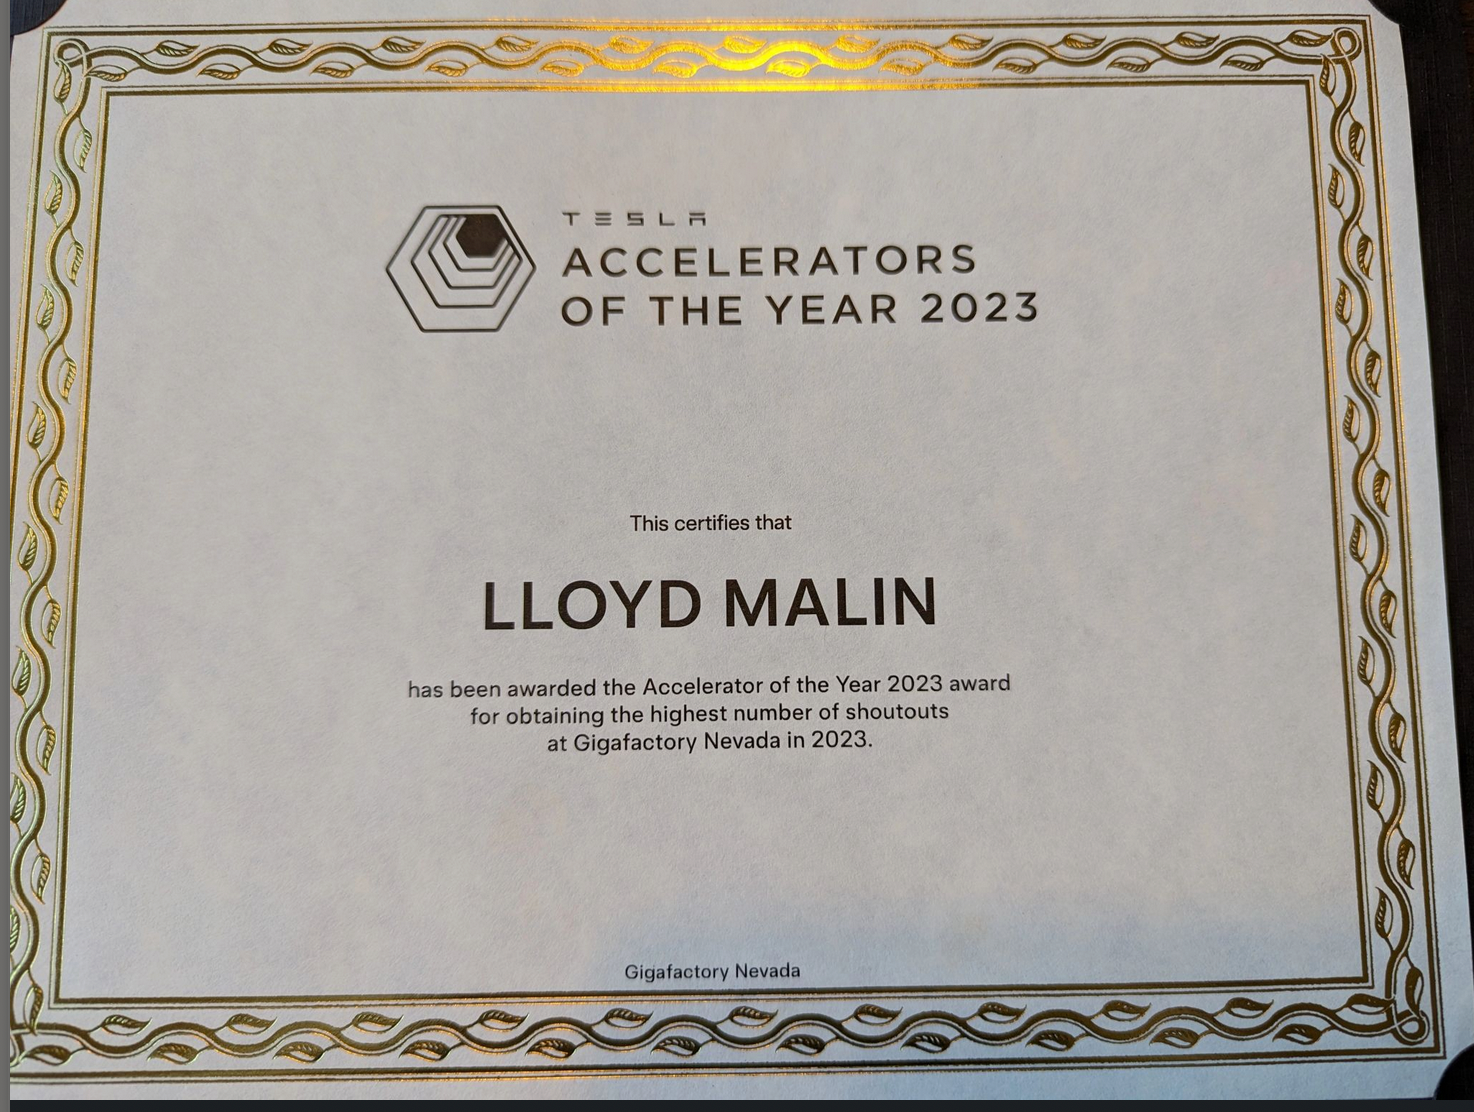 TESLA
ACCELERATORS
OF THE YEAR 2023
This certifies that
LLOYD MALIN
has been awarded the Accelerator of the Year 2023 award
for obtaining the highest number of shoutouts
at Gigafactory Nevada in 2023.
Gigafactory Nevada